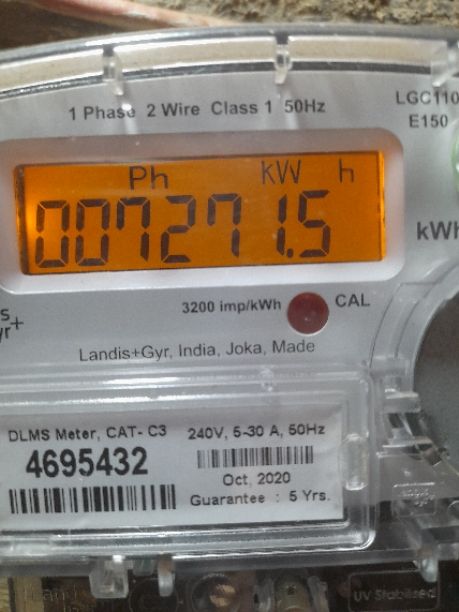 1 Phase 2 Wire Class 1 50Hz
LGC110
E150
Ph kW h
007271.5
kWh
3200 imp/kWh CAL
Landis+Gyr, India, Joka, Made
DLMS Meter, CAT- C3
4695432
240V, 5-30 A, 50Hz
Oct, 2020
Guarantee : 5 Yrs.
UV Stabilised